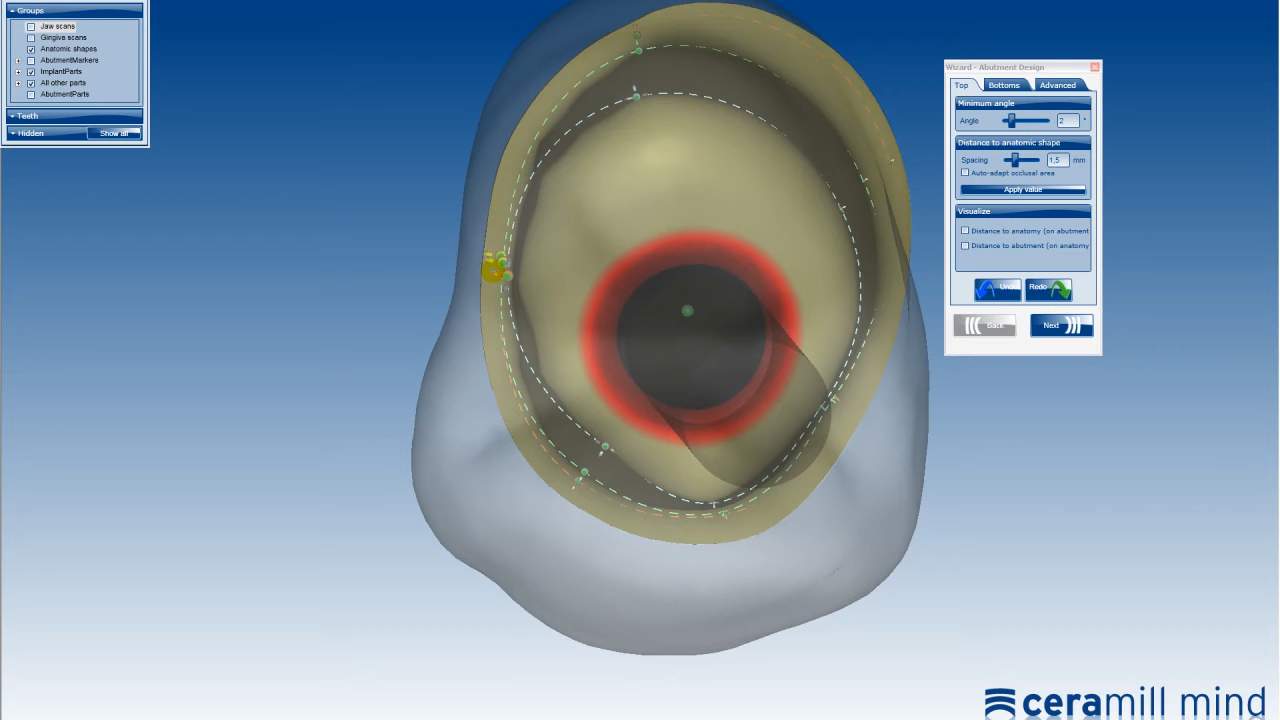 Groups
Jaw scans
Gingiva scans
Anatomic shapes
AbutmentMarkers
ImplantParts
All other parts
AbutmentParts
Teeth
Hidden Show all
Wizard - Abutment Design
Top Bottoms Advanced
Minimum angle
Angle 2 °
Distance to anatomic shape
Spacing 1,5 mm
Auto-adapt occlusal area
Apply value
Visualize
Distance to anatomy (on abutment
Distance to abutment (on anatomy
Undo Redo
Back Next
ceramill mind